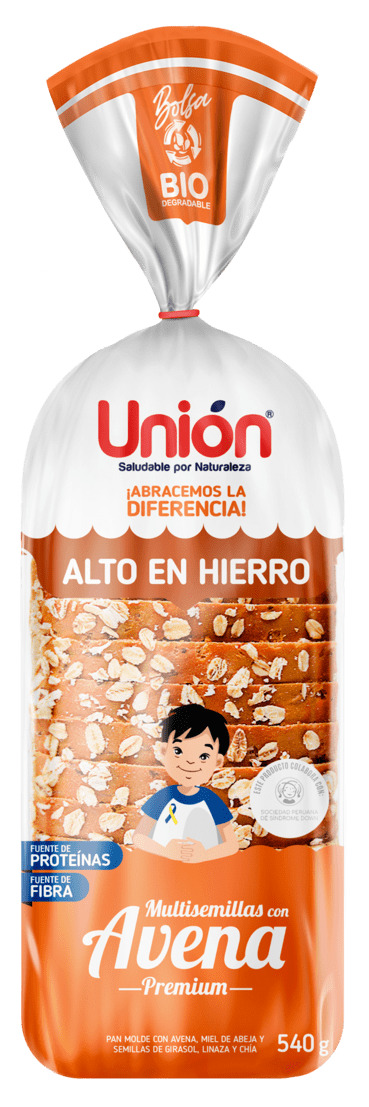 Bolsa
BIO
DEGRADABLE
Unión®
Saludable por Naturaleza
¡ABRACEMOS LA
DIFERENCIA!
ALTO EN HIERRO
ESTE PRODUCTO COLABORA CON
SOCIEDAD PERUANA
DE SÍNDROME DOWN
FUENTE DE
PROTEÍNAS
FUENTE DE
FIBRA
Multisemillas con
Avena
Premium
PAN MOLDE CON AVENA, MIEL DE ABEJA Y
SEMILLAS DE GIRASOL, LINAZA Y CHÍA
540 g